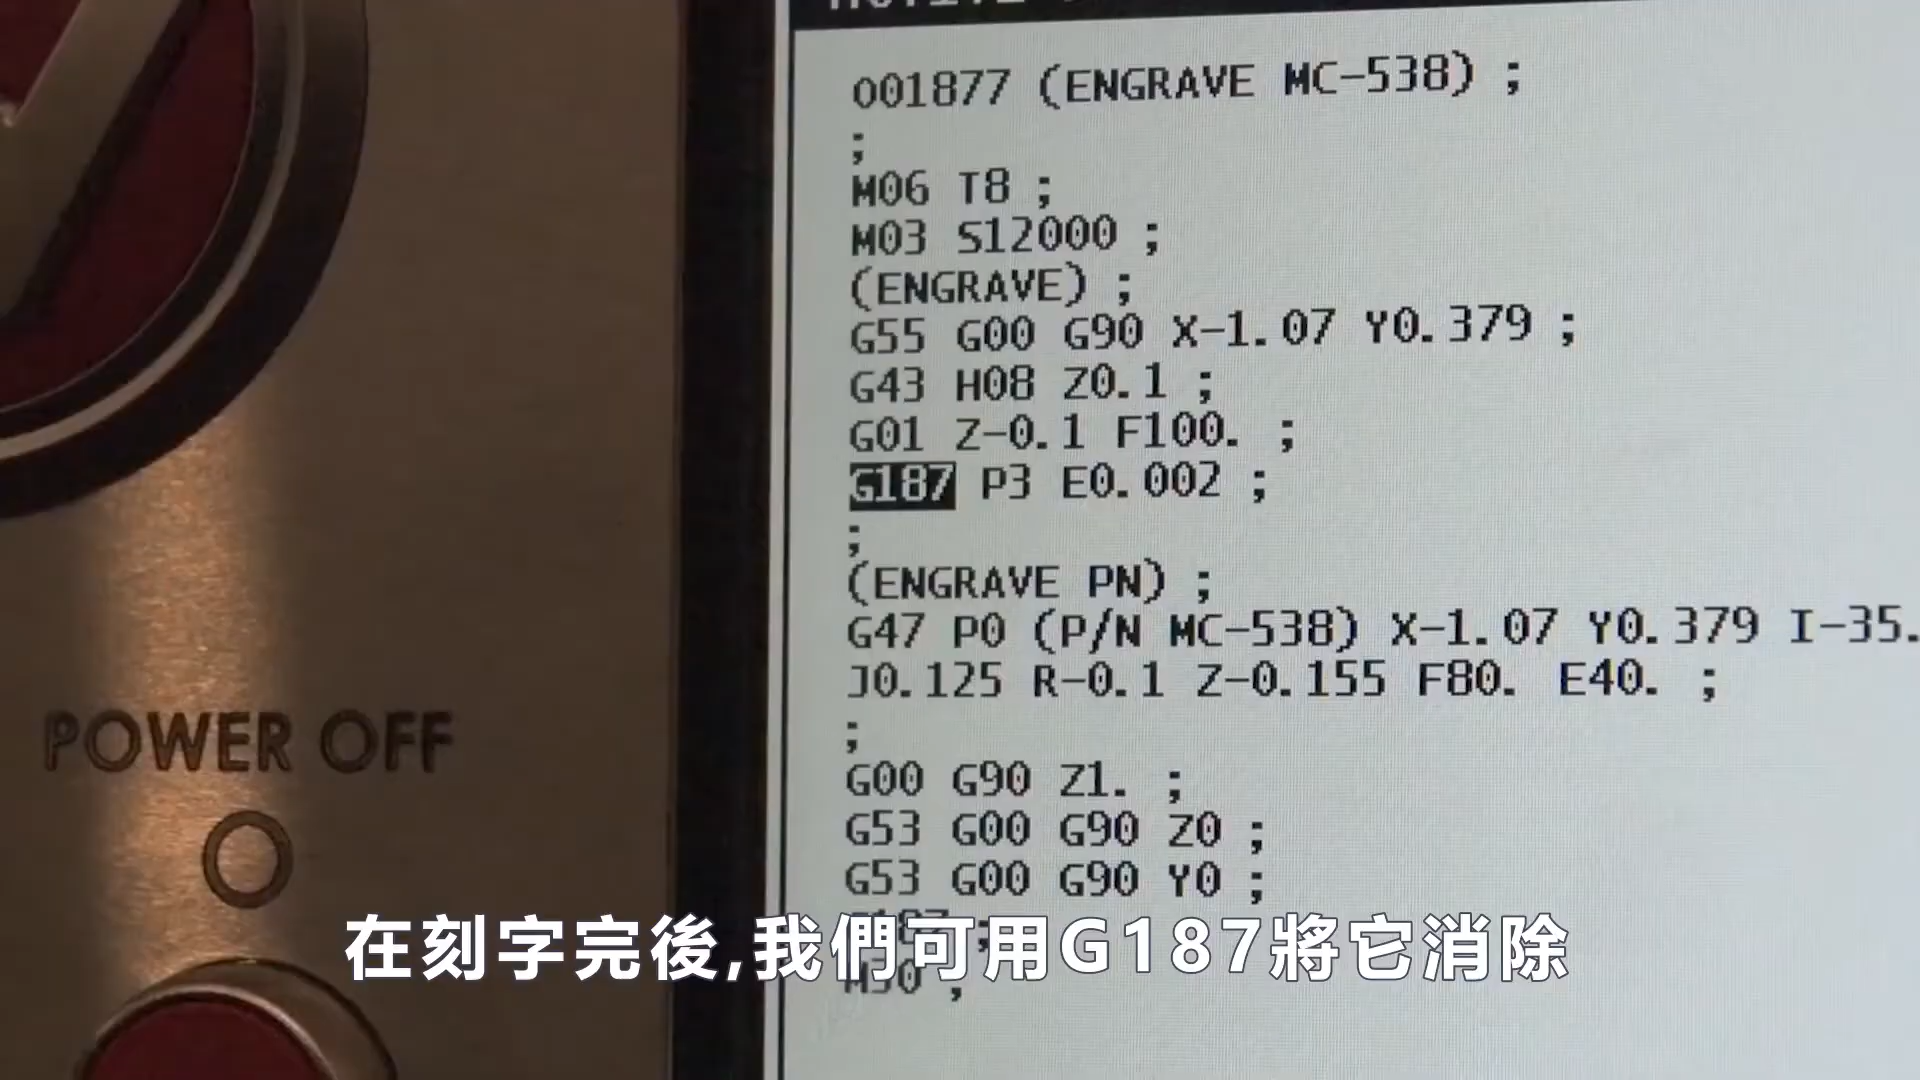 O01877 (ENGRAVE MC-538) ;
;
M06 T8 ;
M03 S12000 ;
(ENGRAVE) ;
G55 G00 G90 X-1.07 Y0.379 ;
G43 H08 Z0.1 ;
G01 Z-0.1 F100. ;
G187 P3 E0.002 ;
;
(ENGRAVE PN) ;
G47 P0 (P/N MC-538) X-1.07 Y0.379 I-35.
J0.125 R-0.1 Z-0.155 F80. E40. ;
;
G00 G90 Z1. ;
G53 G00 G90 Z0 ;
G53 G00 G90 Y0 ;
G187 ;
M30 ;
POWER OFF
在刻字完後,我們可用G187將它消除